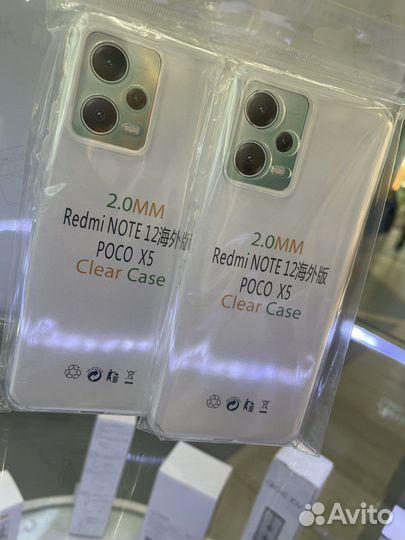 2.0MM
Redmi NOTE 12海外版
POCO X5
Clear Case
2.0MM
Redmi NOTE 12海外版
POCO X5
Clear Case
Avito